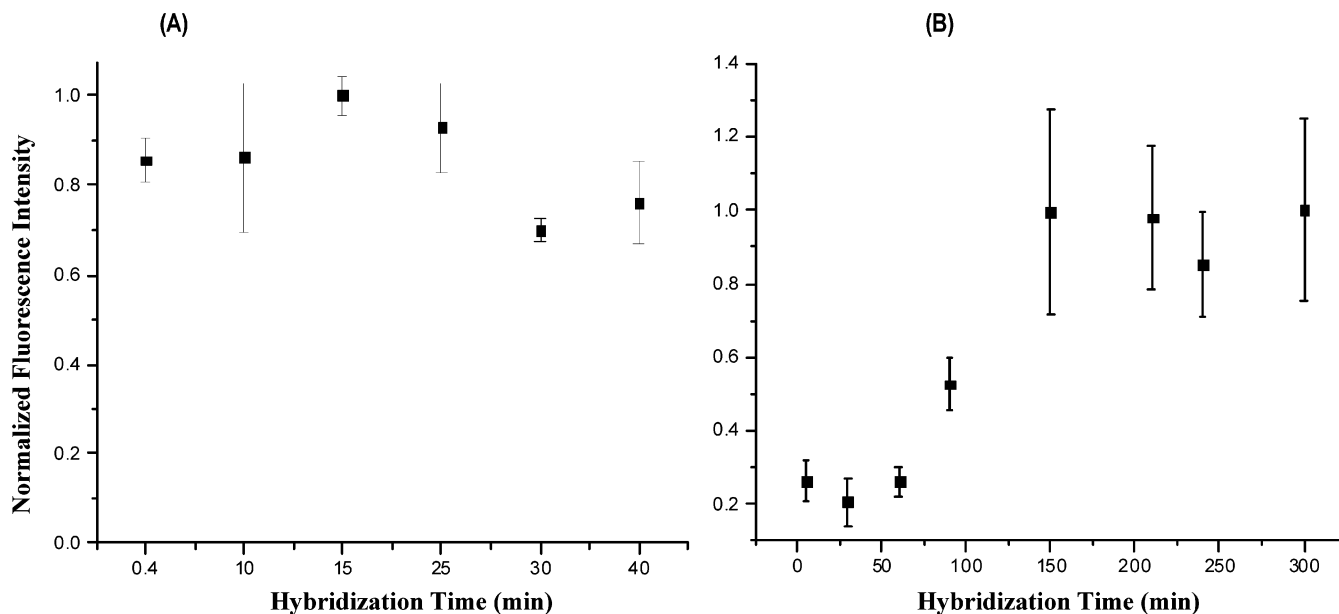 (A)
(B)
Normalized Fluorescence Intensity
1.0
0.8
0.6
0.4
0.2
0.0
0.4 10 15 25 30 40
Hybridization Time (min)
1.4
1.2
1.0
0.8
0.6
0.4
0.2
0 50 100 150 200 250 300
Hybridization Time (min)